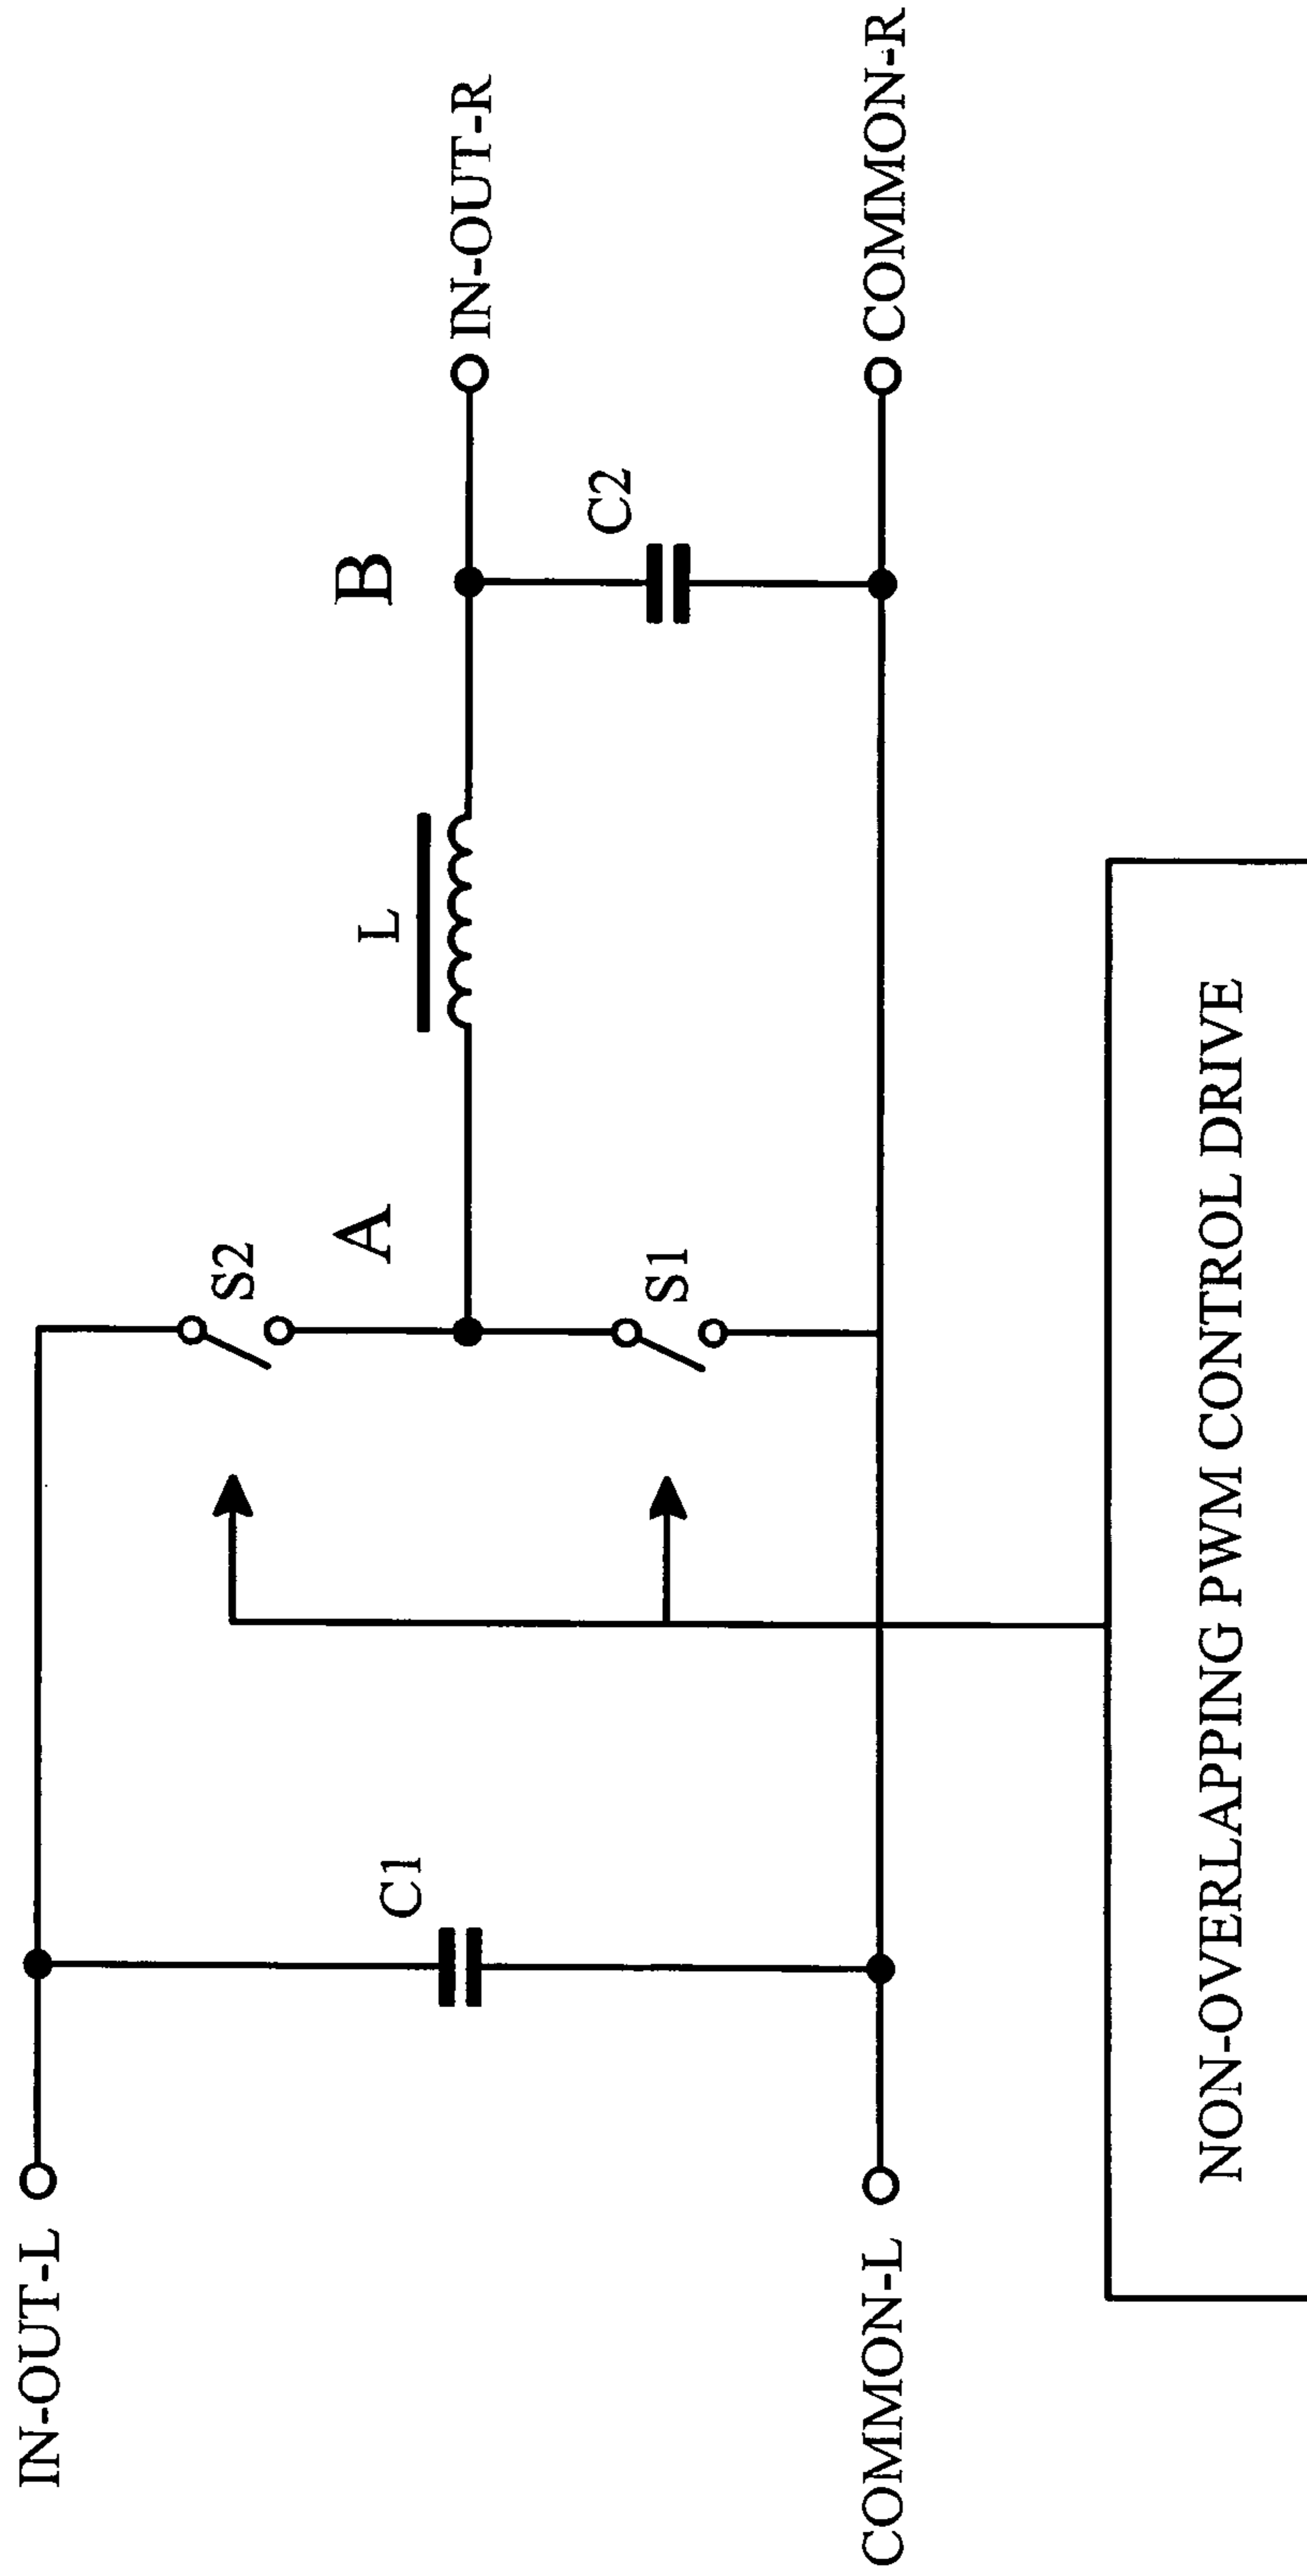 IN-OUT-L
S2
A
L
B
IN-OUT-R
C1
S1
C2
COMMON-L
COMMON-R
NON-OVERLAPPING PWM CONTROL DRIVE